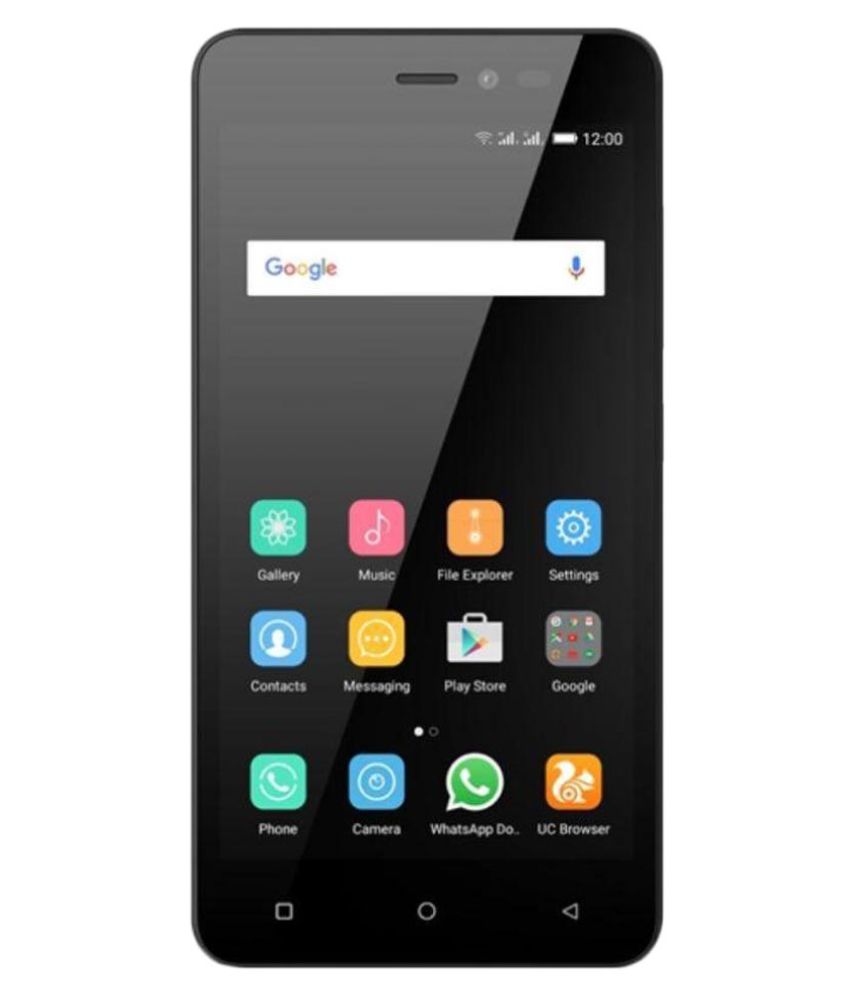 12:00
Google
Gallery Music File Explorer Settings
Contacts Messaging Play Store Google
Phone Camera WhatsApp Do.. UC Browser